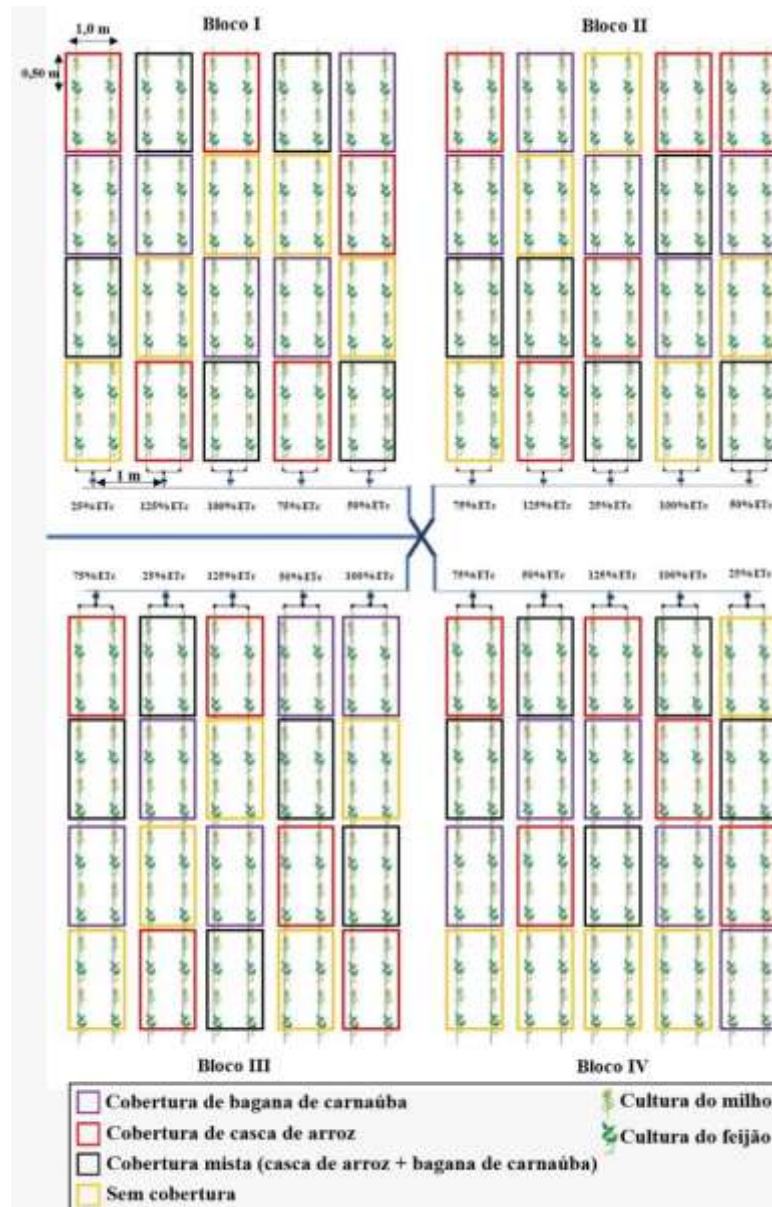 Bloco I
Bloco II
1,0 m
0,50 m
1 m
25%ETc 125%ETc 100%ETc 75%ETc 50%ETc
75%ETc 125%ETc 25%ETc 100%ETc 50%ETc
75%ETc 25%ETc 125%ETc 50%ETc 100%ETc
75%ETc 50%ETc 125%ETc 100%ETc 25%ETc
Bloco III
Bloco IV
Cobertura de bagana de carnaúba
Cobertura de casca de arroz
Cobertura mista (casca de arroz + bagana de carnaúba)
Sem cobertura
Cultura do milho
Cultura do feijão